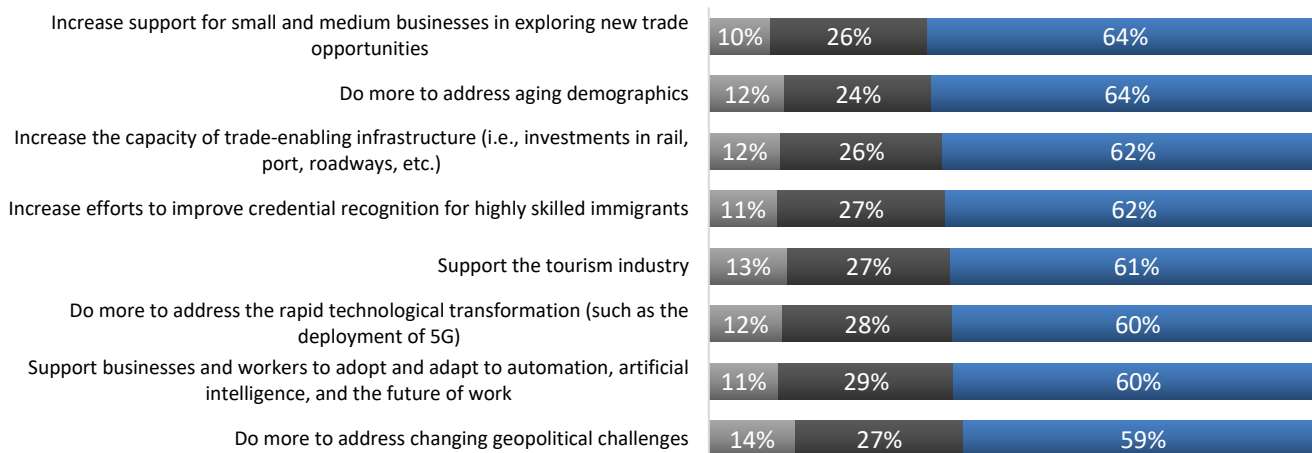 Increase support for small and medium businesses in exploring new trade
opportunities
10% 26% 64%
Do more to address aging demographics
12% 24% 64%
Increase the capacity of trade-enabling infrastructure (i.e., investments in rail,
port, roadways, etc.)
12% 26% 62%
Increase efforts to improve credential recognition for highly skilled immigrants
11% 27% 62%
Support the tourism industry
13% 27% 61%
Do more to address the rapid technological transformation (such as the
deployment of 5G)
12% 28% 60%
Support businesses and workers to adopt and adapt to automation, artificial
intelligence, and the future of work
11% 29% 60%
Do more to address changing geopolitical challenges
14% 27% 59%